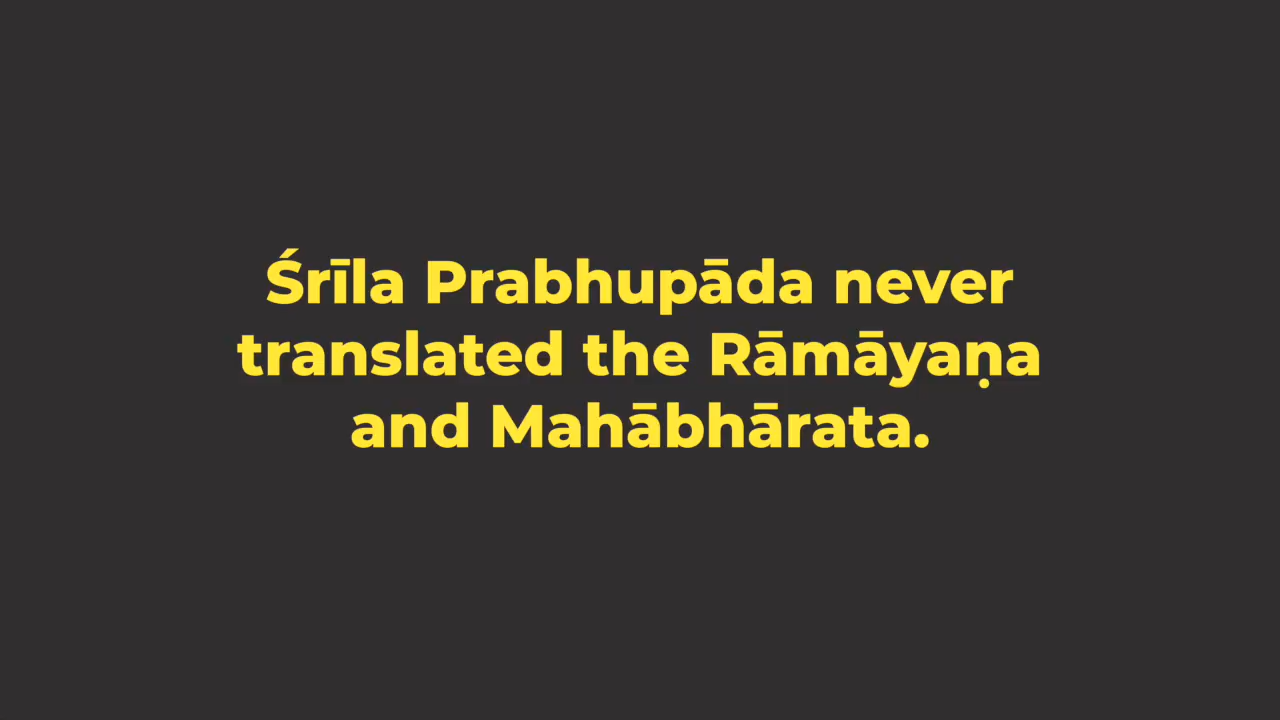 Śrīla Prabhupāda never
translated the Rāmāyaṇa
and Mahābhārata.